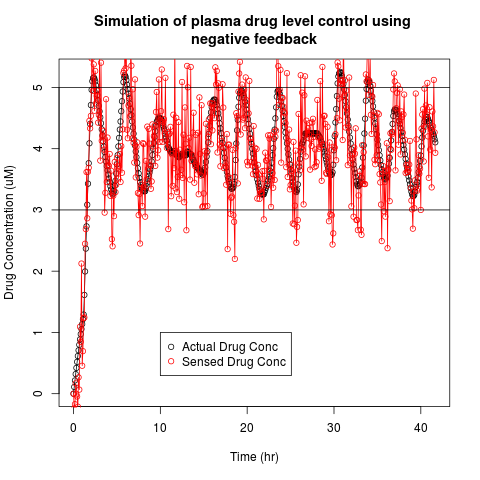 Simulation of plasma drug level control using
negative feedback
Drug Concentration (uM)
5
4
3
2
1
0
Actual Drug Conc
Sensed Drug Conc
0 10 20 30 40
Time (hr)